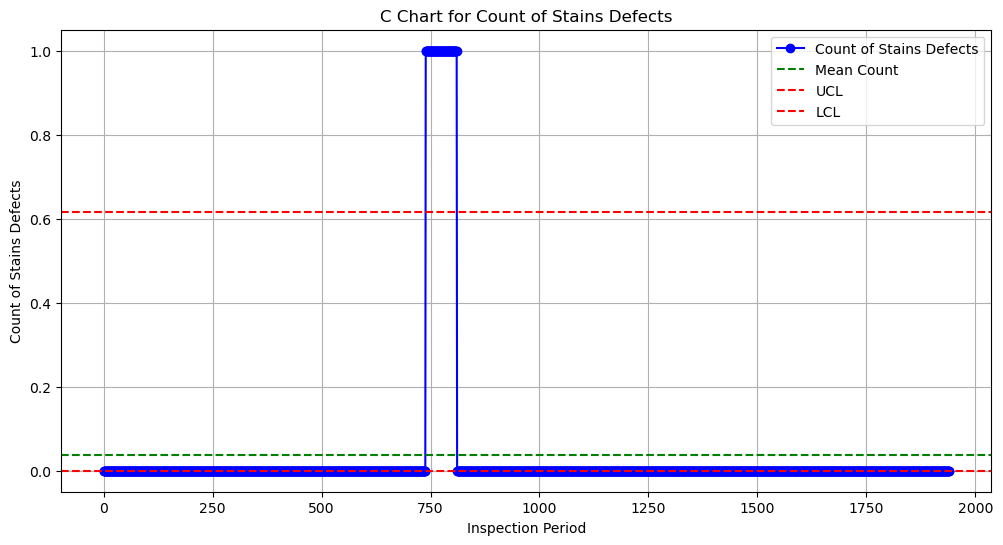 C Chart for Count of Stains Defects
Count of Stains Defects
Mean Count
UCL
LCL
1.0
0.8
0.6
0.4
0.2
0.0
Count of Stains Defects
0 250 500 750 1000 1250 1500 1750 2000
Inspection Period